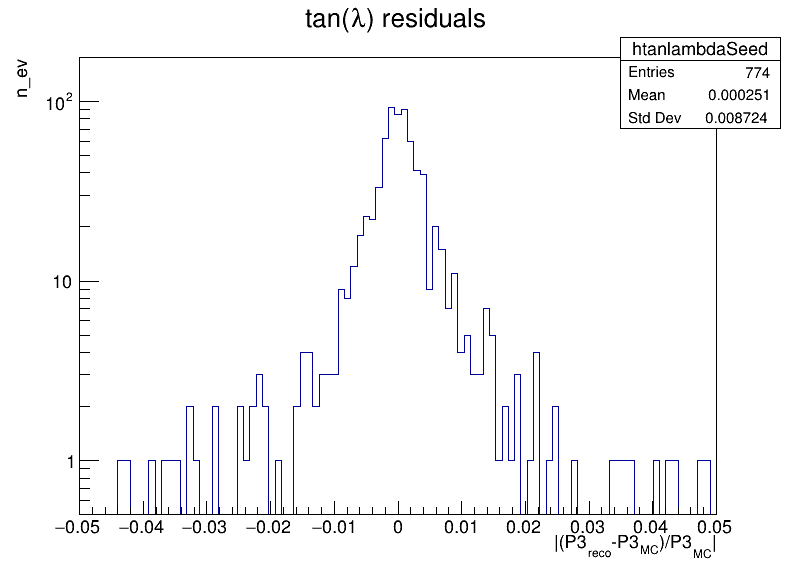 tan(λ) residuals
htanlambdaSeed
Entries 774
Mean 0.000251
Std Dev 0.008724
n_ev
10²
10
1
−0.05 −0.04 −0.03 −0.02 −0.01 0 0.01 0.02 0.03 0.04 0.05
|(P3reco-P3MC)/P3MC|